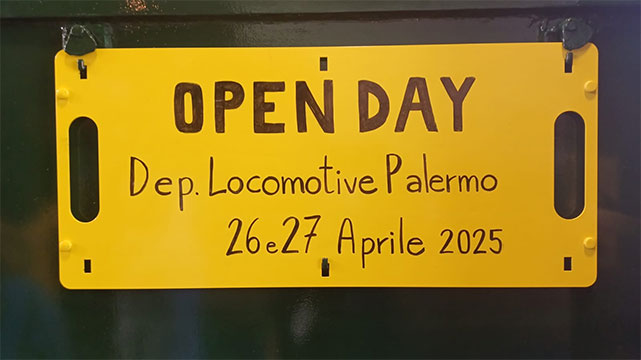 OPEN DAY
Dep. Locomotive Palermo
26 e 27 Aprile 2025